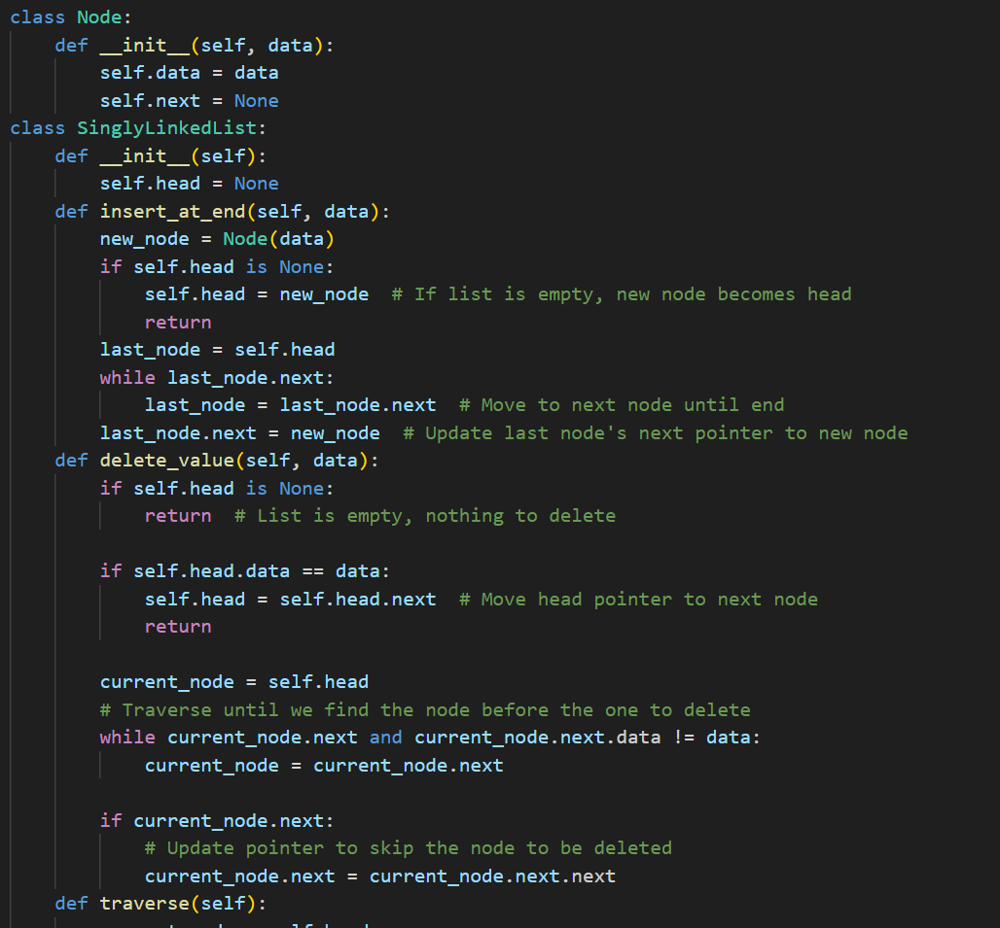 class Node:
    def __init__(self, data):
        self.data = data
        self.next = None
class SinglyLinkedList:
    def __init__(self):
        self.head = None
    def insert_at_end(self, data):
        new_node = Node(data)
        if self.head is None:
            self.head = new_node  # If list is empty, new node becomes head
            return
        last_node = self.head
        while last_node.next:
            last_node = last_node.next  # Move to next node until end
        last_node.next = new_node  # Update last node's next pointer to new node
    def delete_value(self, data):
        if self.head is None:
            return  # List is empty, nothing to delete

        if self.head.data == data:
            self.head = self.head.next  # Move head pointer to next node
            return

        current_node = self.head
        # Traverse until we find the node before the one to delete
        while current_node.next and current_node.next.data != data:
            current_node = current_node.next

        if current_node.next:
            # Update pointer to skip the node to be deleted
            current_node.next = current_node.next.next
    def traverse(self):